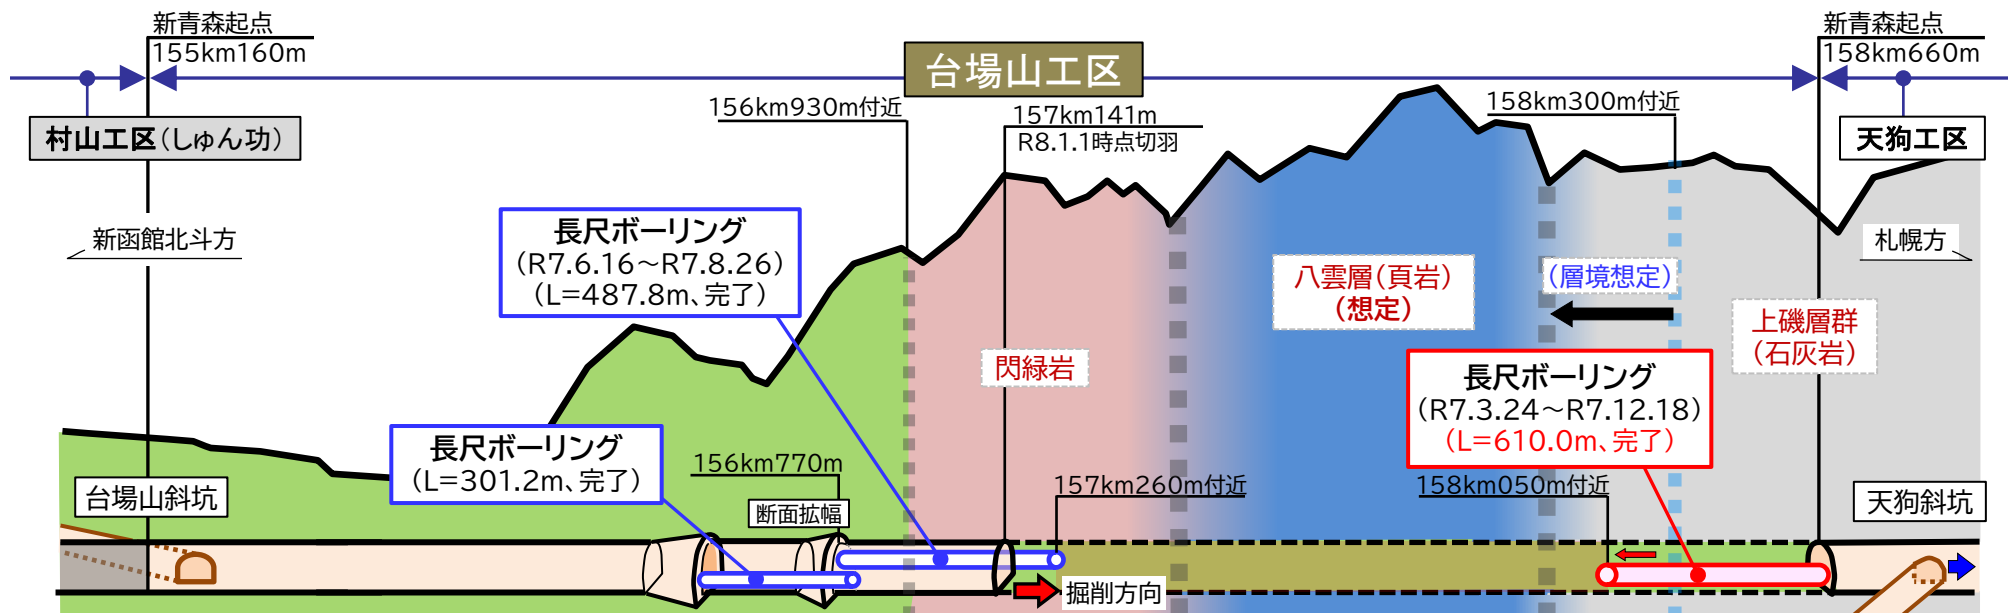 新青森起点
155km160m
台場山工区
新青森起点
158km660m
156km930m付近
157km141m
R8.1.1時点切羽
158km300m付近
村山工区(しゅん功)
天狗工区
新函館北斗方
札幌方
長尺ボーリング
(R7.6.16～R7.8.26)
(L=487.8m、完了)
八雲層(頁岩)
(想定)
(層境想定)
上磯層群
(石灰岩)
閃緑岩
長尺ボーリング
(R7.3.24～R7.12.18)
(L=610.0m、完了)
長尺ボーリング
(L=301.2m、完了)
156km770m
157km260m付近
158km050m付近
台場山斜坑
断面拡幅
天狗斜坑
掘削方向